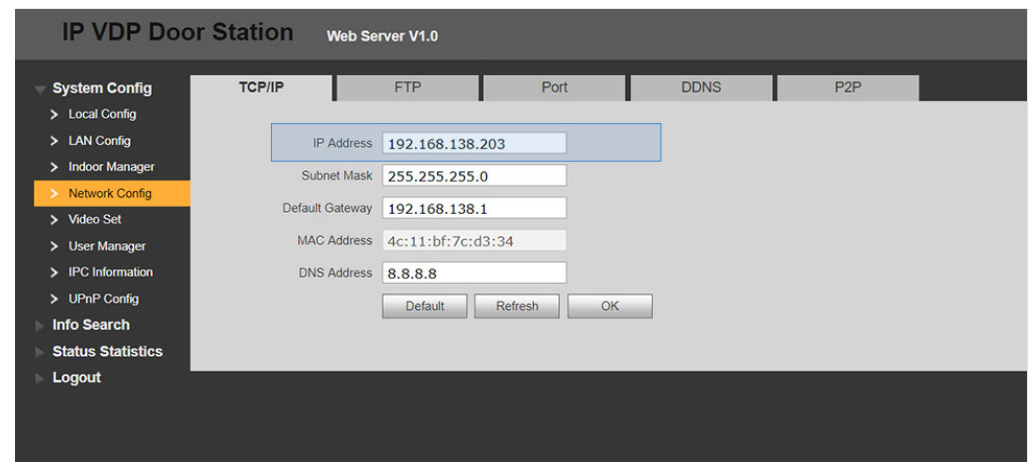 IP VDP Door Station Web Server V1.0
System Config
Local Config
LAN Config
Indoor Manager
Network Config
Video Set
User Manager
IPC Information
UPnP Config
Info Search
Status Statistics
Logout
TCP/IP FTP Port DDNS P2P
IP Address 192.168.138.203
Subnet Mask 255.255.255.0
Default Gateway 192.168.138.1
MAC Address 4c:11:bf:7c:d3:34
DNS Address 8.8.8.8
Default Refresh OK